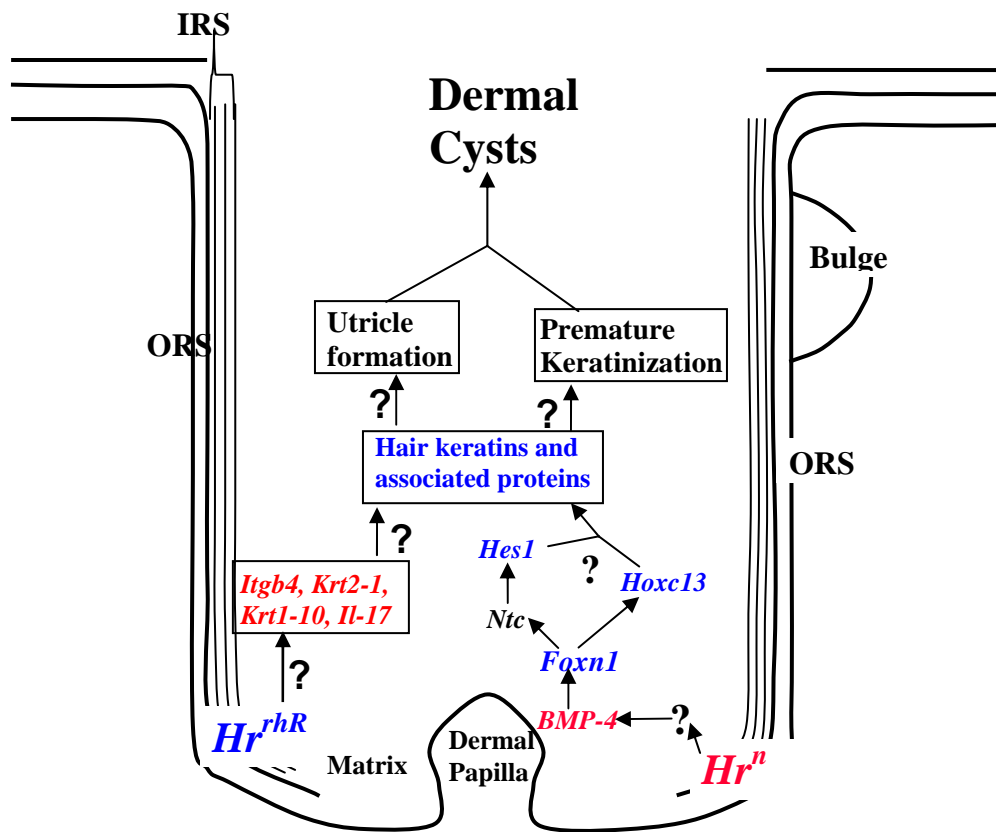 IRS
Dermal
Cysts
Bulge
Utricle
formation
Premature
Keratinization
ORS
?
?
Hair keratins and
associated proteins
ORS
?
Hes1
?
Hoxc13
Itgb4, Krt2-1,
Krt1-10, Il-17
Ntc
?
Foxn1
Hr^rhR
BMP-4
?
Dermal
Papilla
Matrix
Hr^n